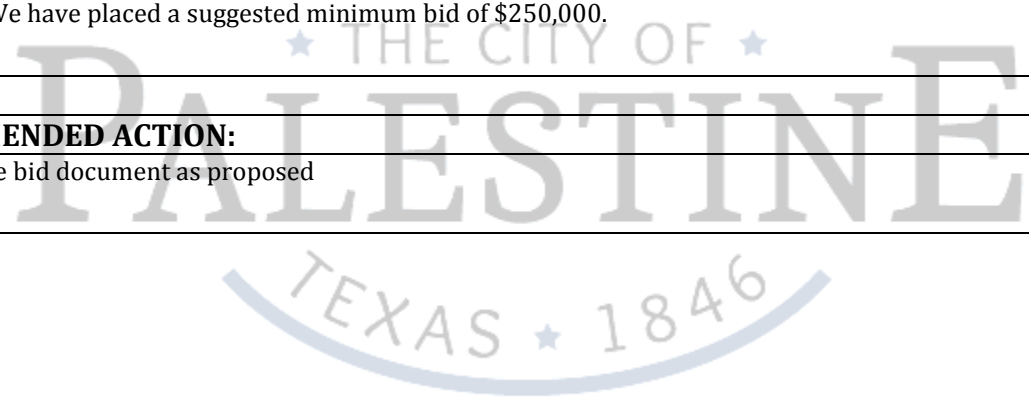 We have placed a suggested minimum bid of $250,000.
★ THE CITY OF ★
PALESTINE
ENDED ACTION:
e bid document as proposed
TEXAS ★ 1846